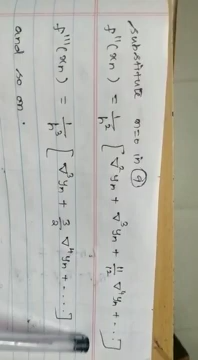 substitute n=0 in ⑦
f''(xn) = 1/h² [ ∇²yn + ∇³yn + 11/12 ∇⁴yn + ... ]
f'''(xn) = 1/h³ [ ∇³yn + 3/2 ∇⁴yn + ..... ]
and so on.